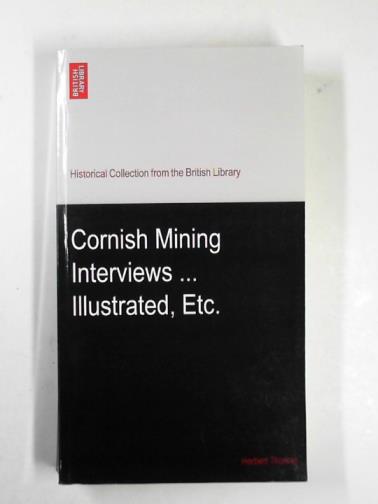 BRITISH
LIBRARY
Historical Collection from the British Library
Cornish Mining
Interviews ...
Illustrated, Etc.
Herbert Thomas